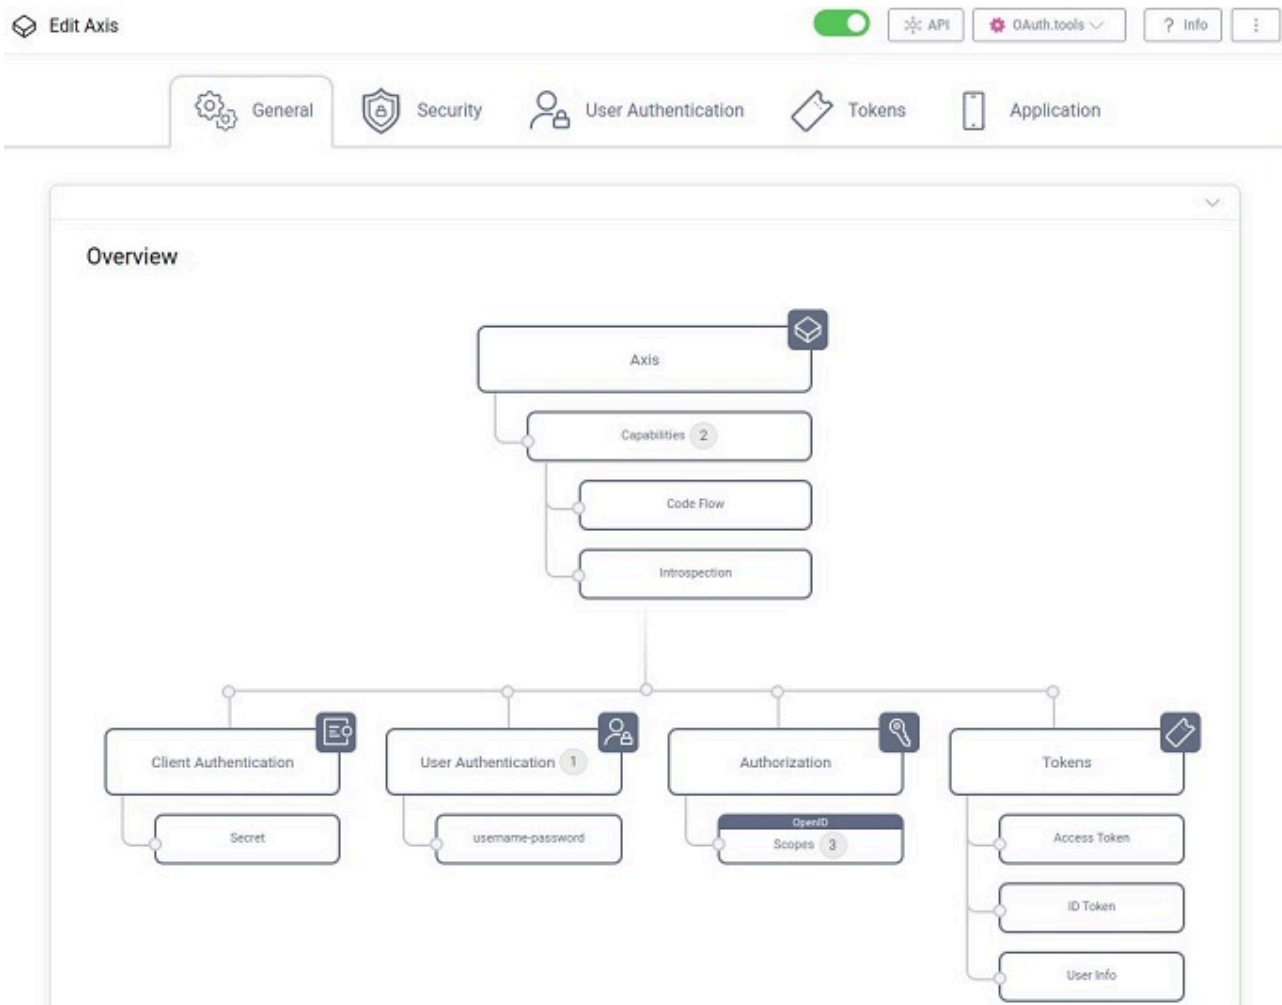 Edit Axis
API
OAuth.tools
? Info
General
Security
User Authentication
Tokens
Application
Overview
Axis
Capabilities 2
Code Flow
Introspection
Client Authentication
Secret
User Authentication 1
username-password
Authorization
OpenID
Scopes 3
Tokens
Access Token
ID Token
User Info